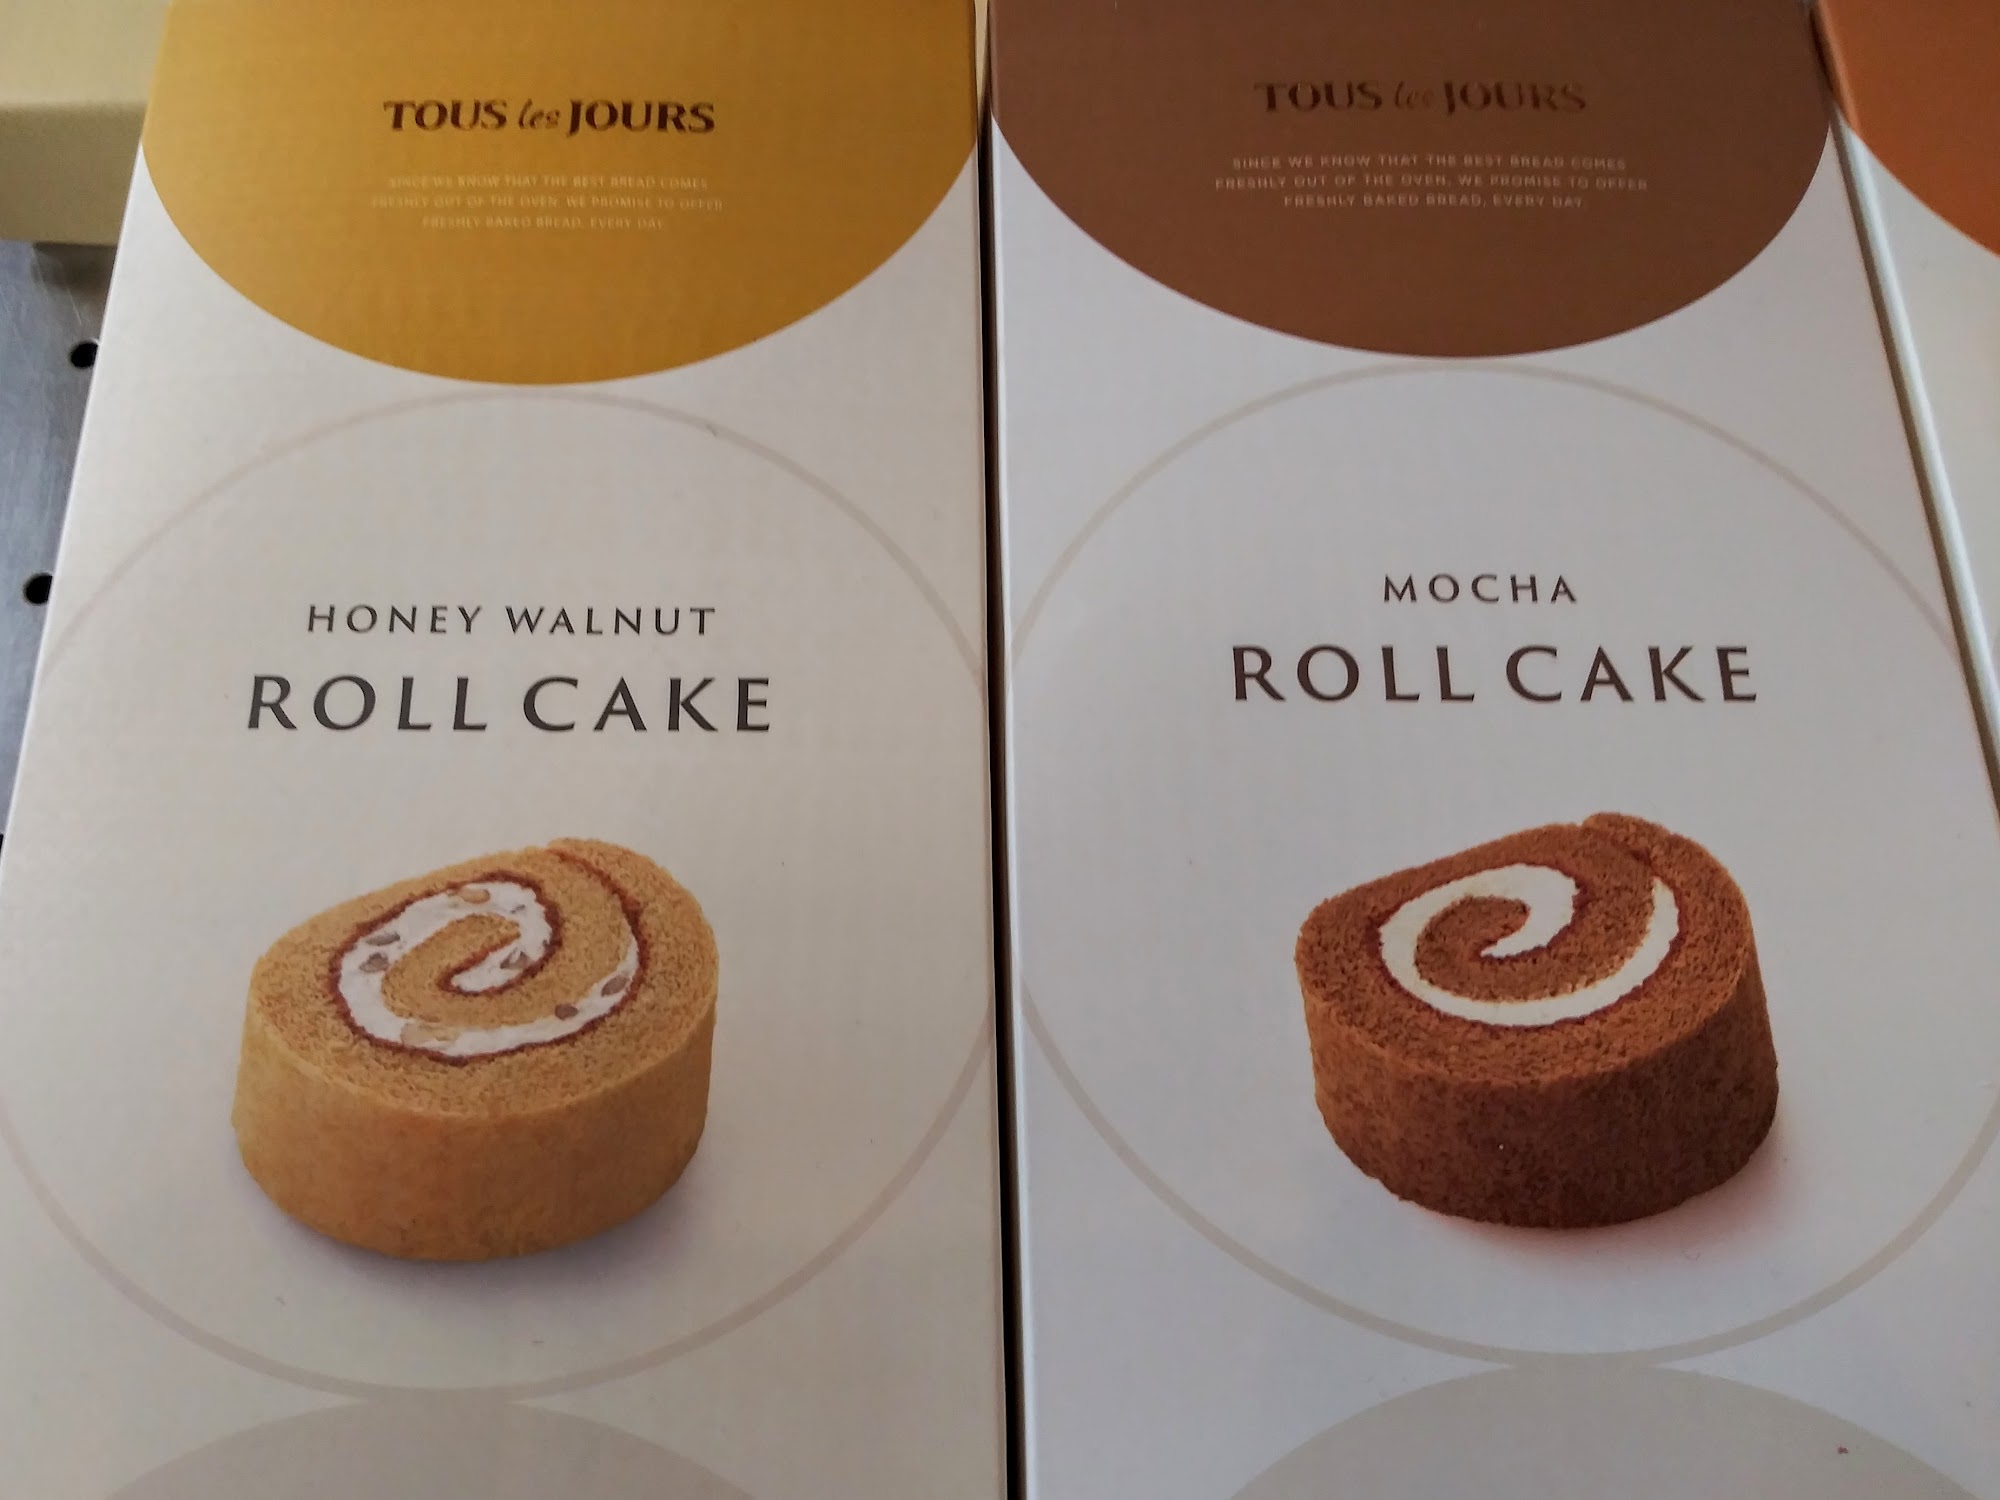 TOUS les JOURS
SINCE WE KNOW THAT THE BEST BREAD COMES
FRESHLY OUT OF THE OVEN, WE PROMISE TO OFFER
FRESHLY BAKED BREAD, EVERY DAY
HONEY WALNUT
ROLL CAKE
TOUS les JOURS
SINCE WE KNOW THAT THE BEST BREAD COMES
FRESHLY OUT OF THE OVEN, WE PROMISE TO OFFER
FRESHLY BAKED BREAD, EVERY DAY
MOCHA
ROLL CAKE